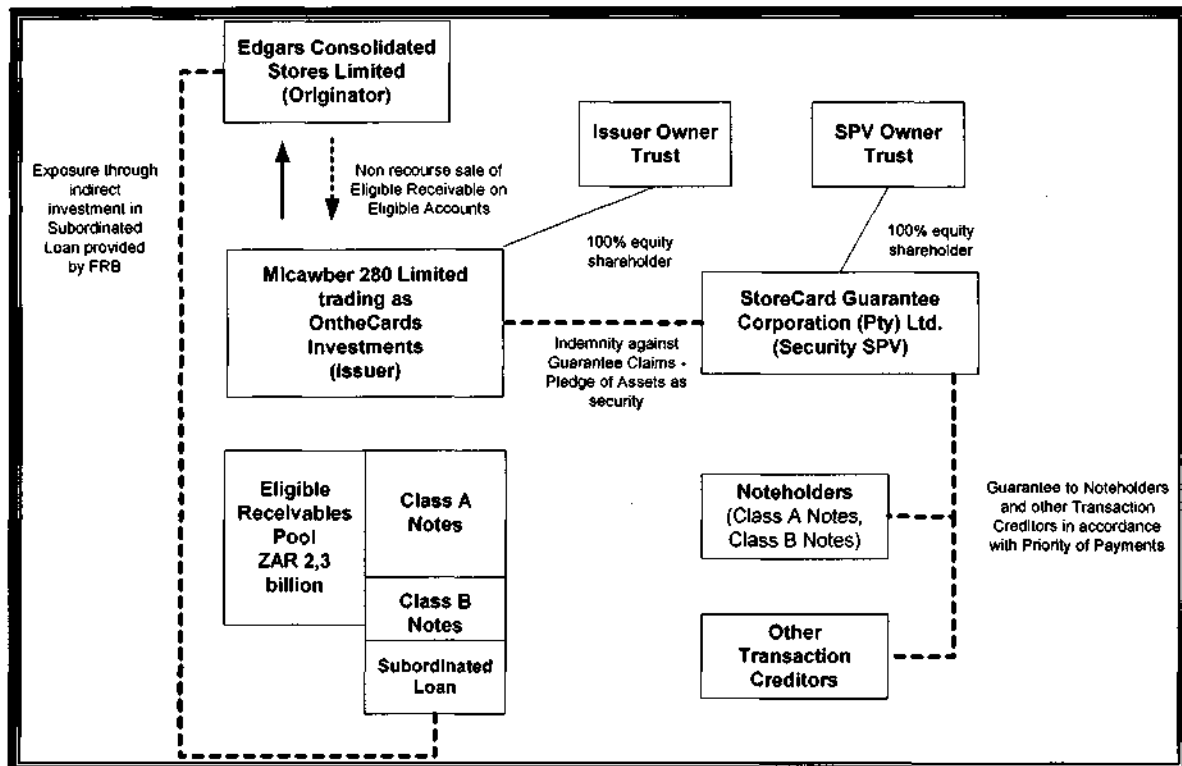 Edgars Consolidated
Stores Limited
(Originator)
Issuer Owner
Trust
SPV Owner
Trust
Exposure through
indirect
investment in
Subordinated
Loan provided
by FRB
Non recourse sale of
Eligible Receivable on
Eligible Accounts
100% equity
shareholder
100% equity
shareholder
Micawber 280 Limited
trading as
OntheCards
Investments
(Issuer)
StoreCard Guarantee
Corporation (Pty) Ltd.
(Security SPV)
Indemnity against
Guarantee Claims -
Pledge of Assets as
security
Eligible
Receivables
Pool
ZAR 2,3
billion
Class A
Notes
Class B
Notes
Subordinated
Loan
Noteholders
(Class A Notes,
Class B Notes)
Guarantee to Noteholders
and other Transaction
Creditors in accordance
with Priority of Payments
Other
Transaction
Creditors